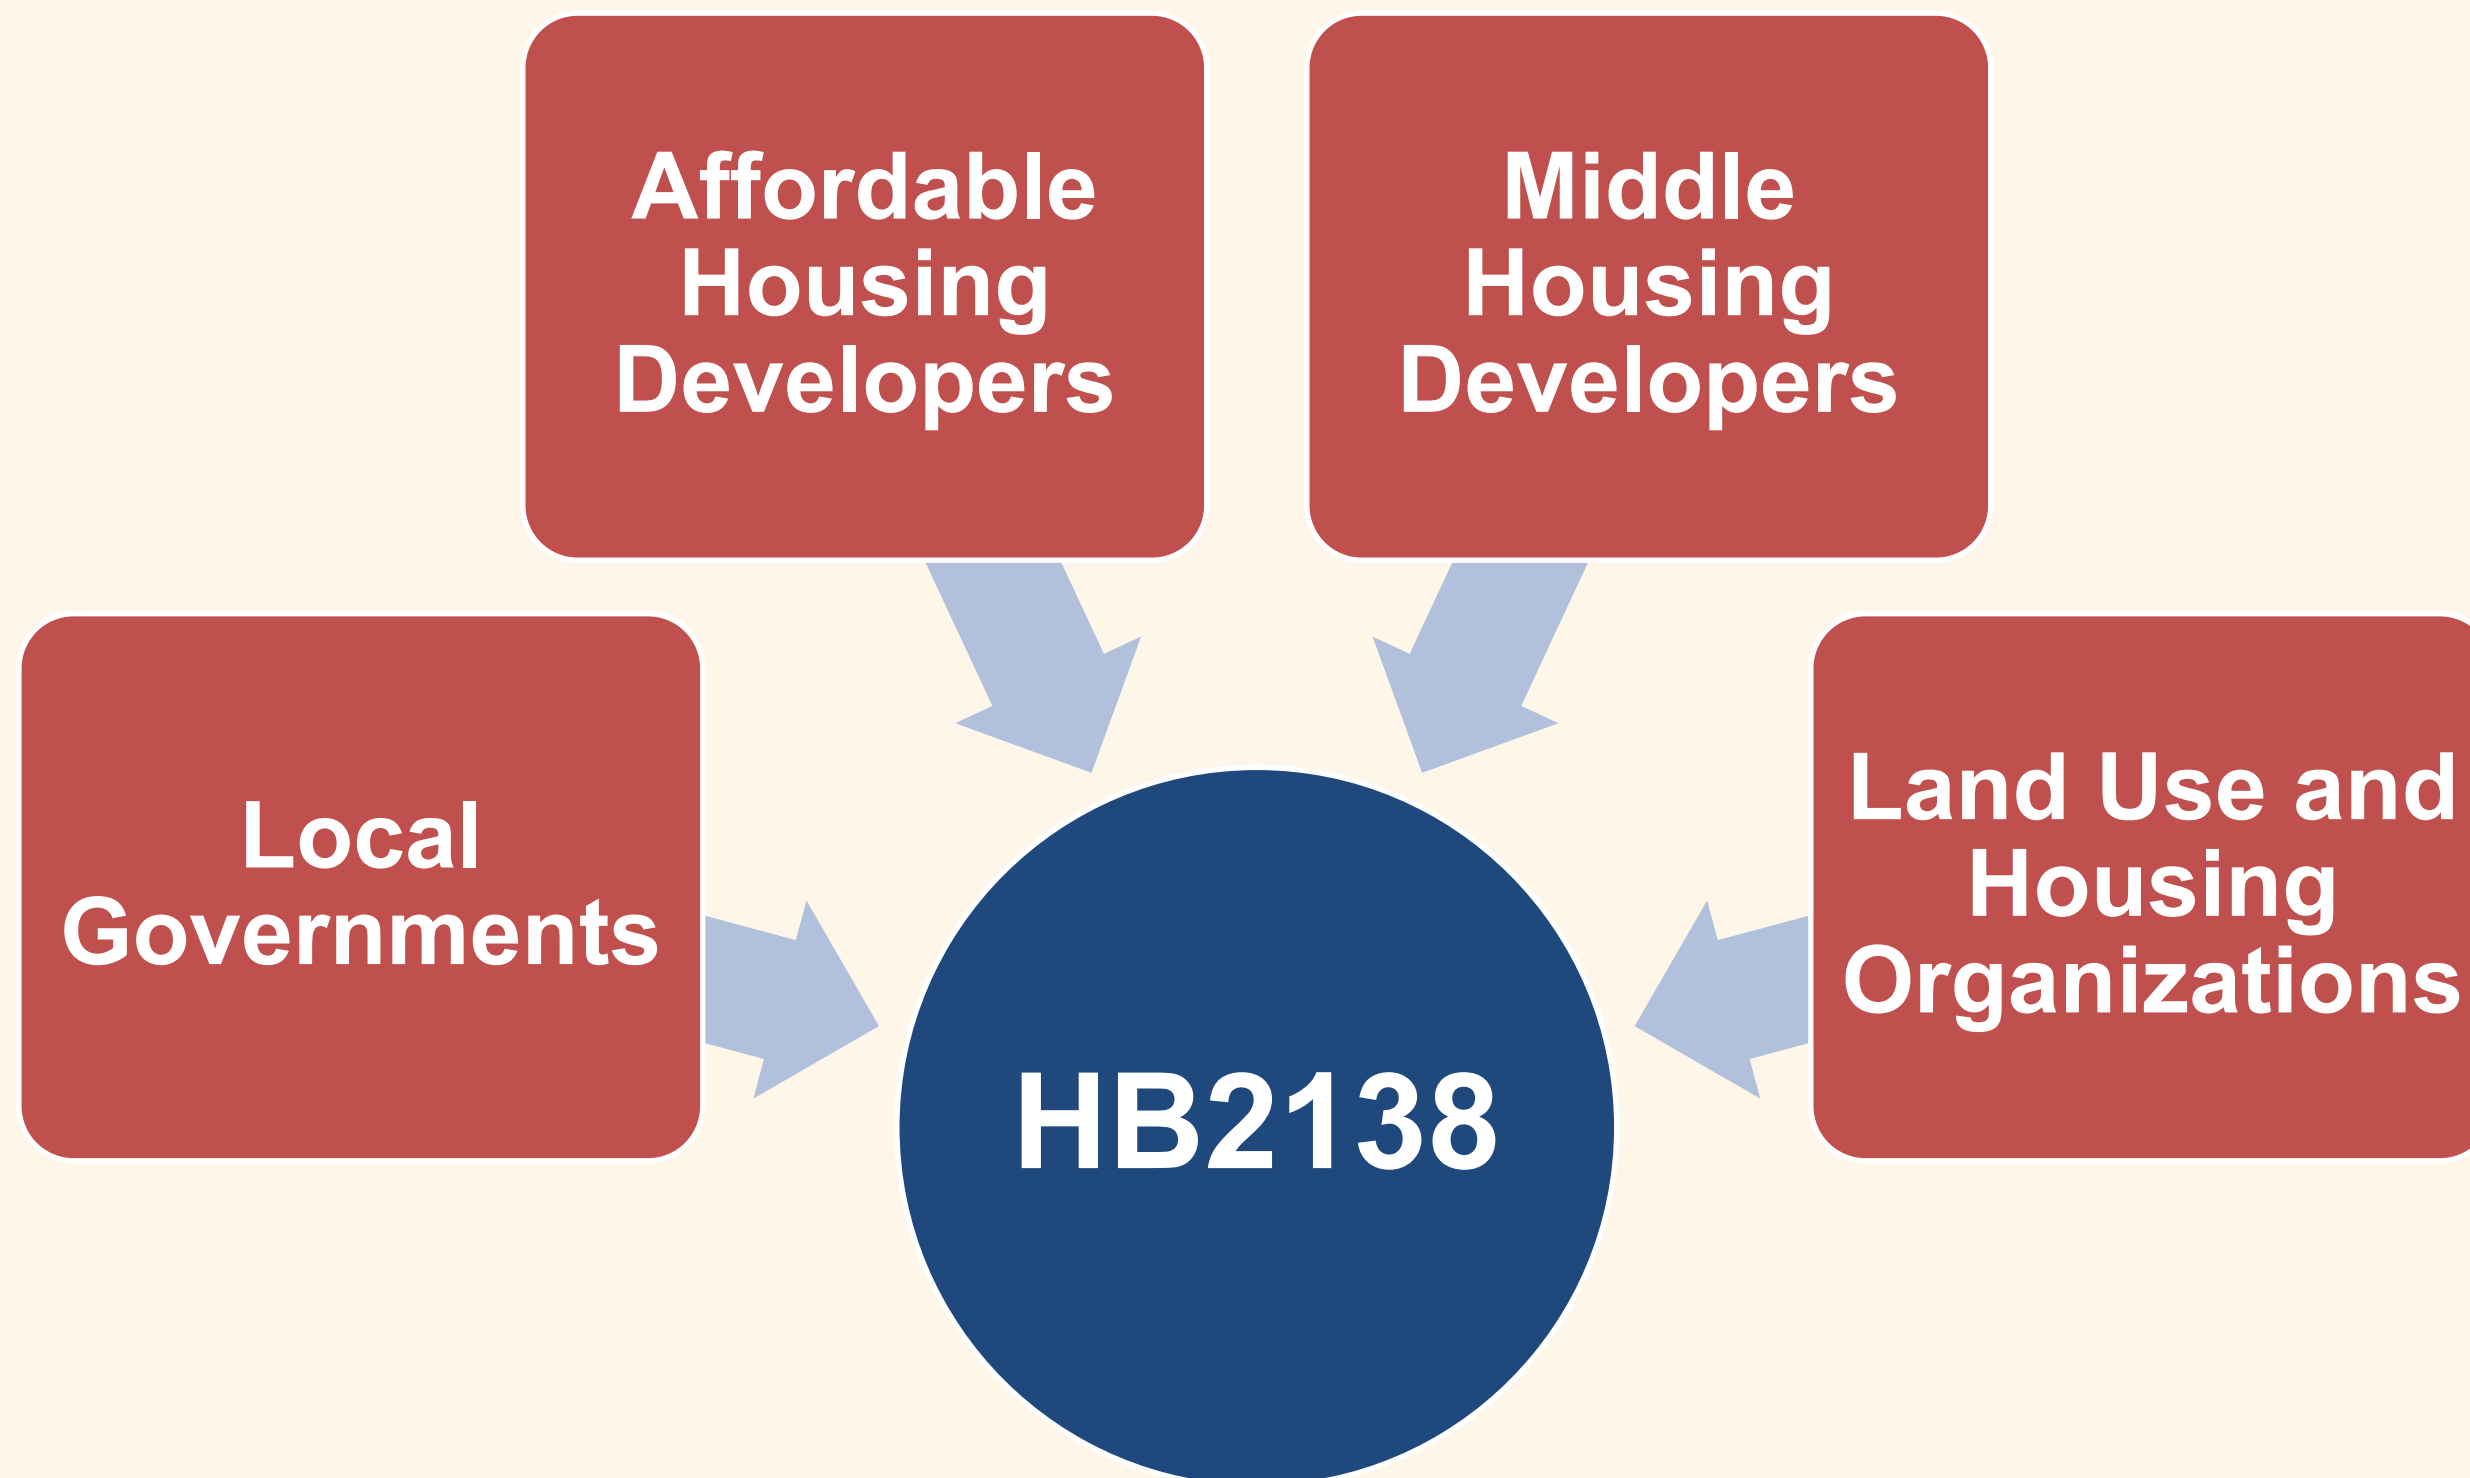 Affordable
Housing
Developers
Middle
Housing
Developers
Local
Governments
Land Use and
Housing
Organizations
HB2138